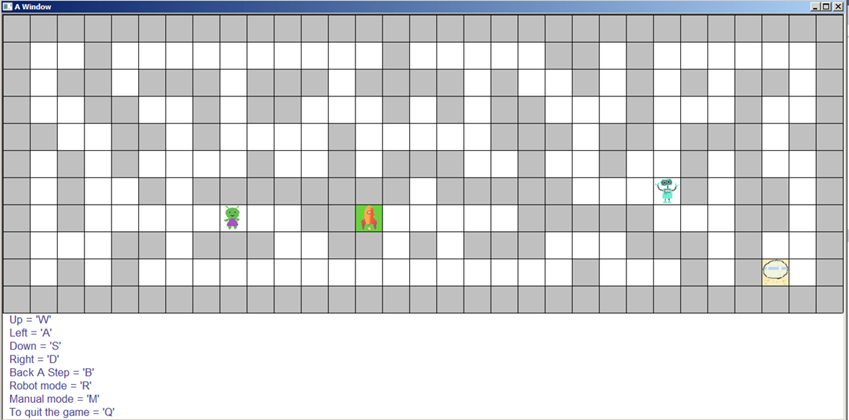 A Window
Up = 'W'
Left = 'A'
Down = 'S'
Right = 'D'
Back A Step = 'B'
Robot mode = 'R'
Manual mode = 'M'
To quit the game = 'Q'